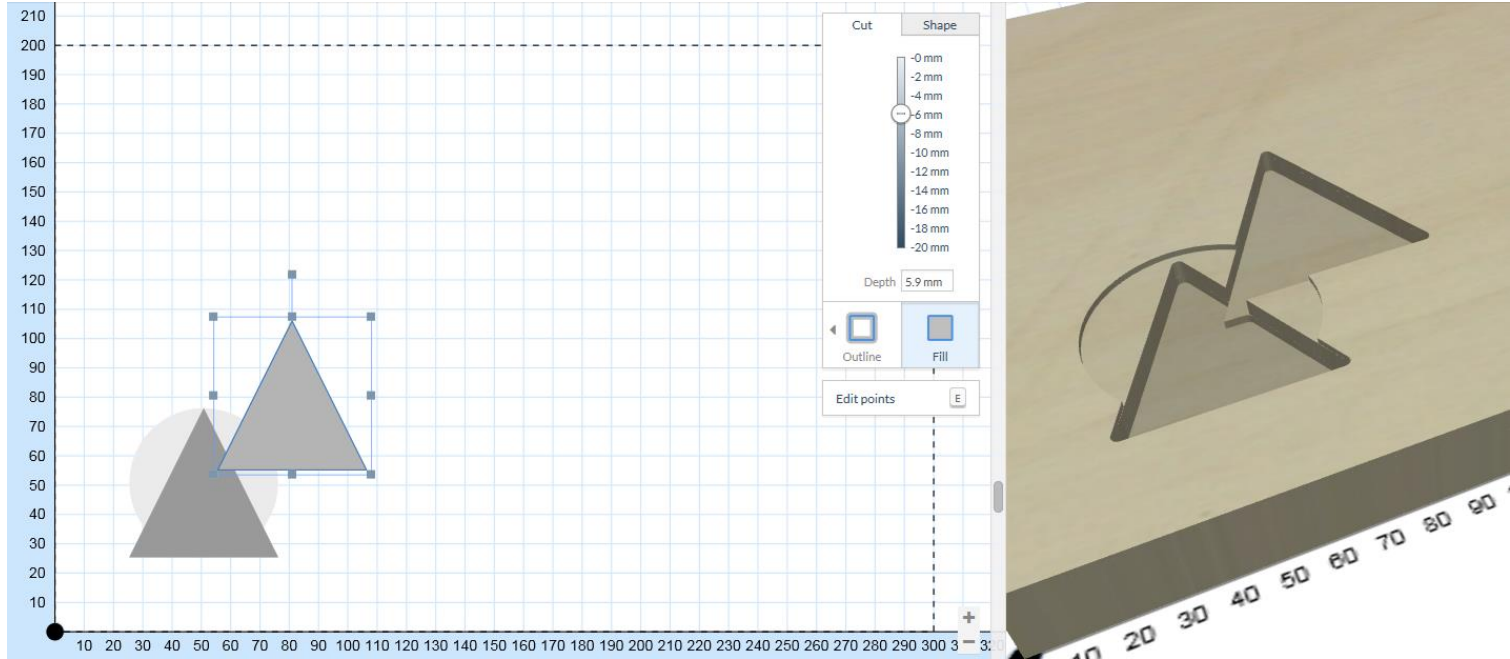 210
200
190
180
170
160
150
140
130
120
110
100
90
80
70
60
50
40
30
20
10
10 20 30 40 50 60 70 80 90 100 110 120 130 140 150 160 170 180 190 200 210 220 230 240 250 260 270 280 290 300
Cut Shape
-0 mm
-2 mm
-4 mm
-6 mm
-8 mm
-10 mm
-12 mm
-14 mm
-16 mm
-18 mm
-20 mm
Depth 5.9 mm
Outline Fill
Edit points E
+
−
10 20 30 40 50 60 70 80 90